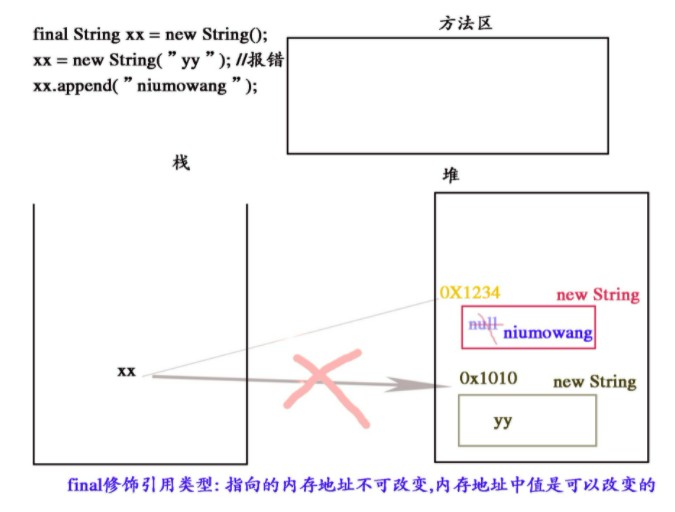 final String xx = new String();
xx = new String( ” yy ” ); //报错
xx.append( ” niumowang ” );
方法区
栈
堆
0X1234 new String
null niumowang
xx
0x1010 new String
yy
final修饰引用类型: 指向的内存地址不可改变,内存地址中值是可以改变的